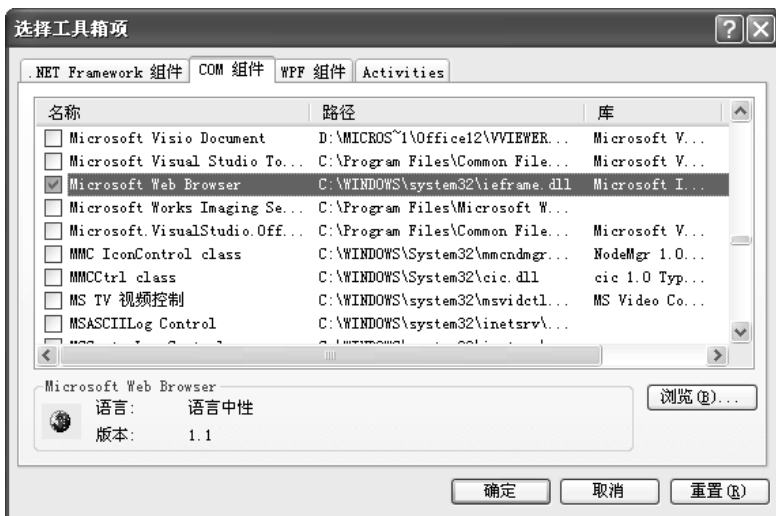 选择工具箱项
.NET Framework 组件 COM 组件 WPF 组件 Activities
名称 路径 库
Microsoft Visio Document D:\MICROS~1\Office12\VVIEWER... Microsoft V...
Microsoft Visual Studio To... C:\Program Files\Common File... Microsoft V...
Microsoft Web Browser C:\WINDOWS\system32\ieframe.dll Microsoft I...
Microsoft Works Imaging Se... C:\Program Files\Microsoft W...
Microsoft.VisualStudio.Off... C:\Program Files\Common File... Microsoft V...
MMC IconControl class C:\WINDOWS\System32\mmcndmgr... NodeMgr 1.0...
MMCCtrl class C:\WINDOWS\System32\cic.dll cic 1.0 Typ...
MS TV 视频控制 C:\WINDOWS\system32\msvidctl... MS Video Co...
MSASCIILog Control C:\WINDOWS\system32\inetsrv\...
Microsoft Web Browser
语言: 语言中性
版本: 1.1
浏览(B)...
确定 取消 重置(R)